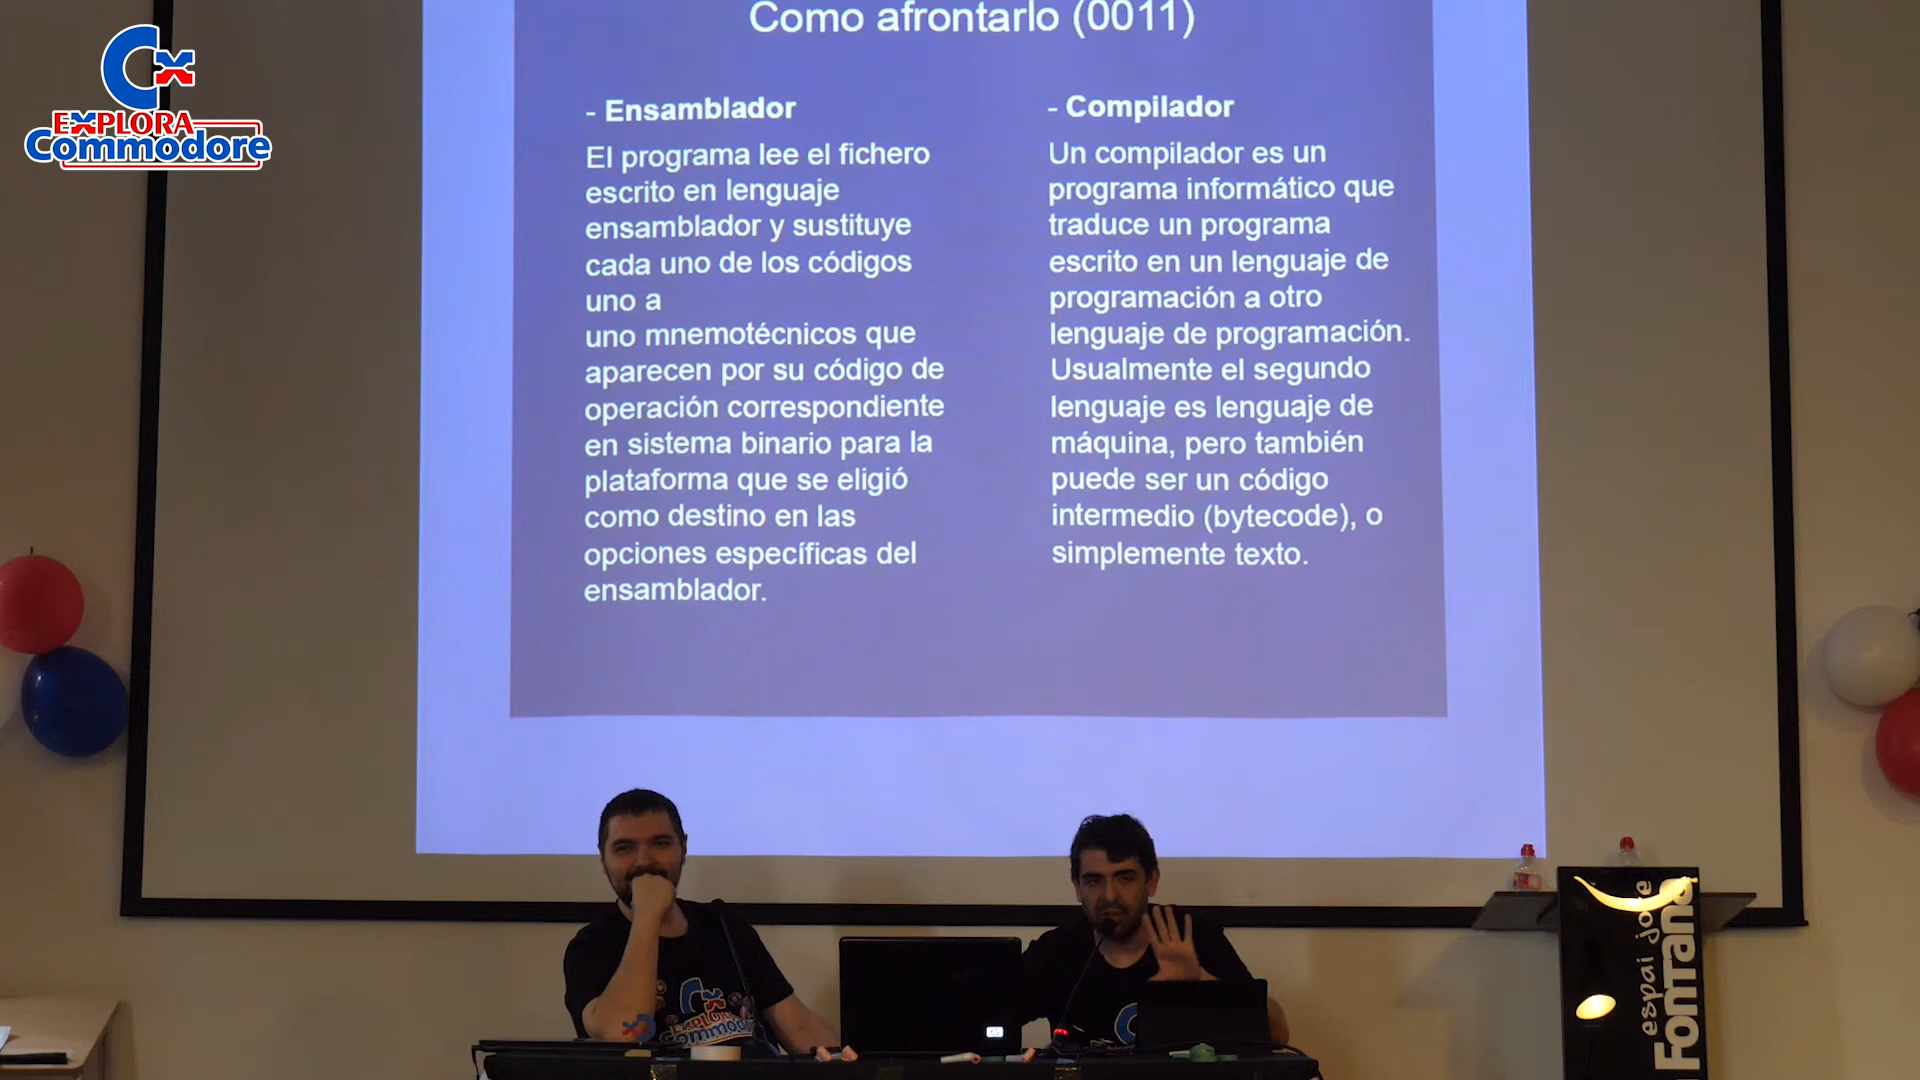 EXPLORA
Commodore
Como afrontarlo (0011)
- Ensamblador
El programa lee el fichero
escrito en lenguaje
ensamblador y sustituye
cada uno de los códigos
uno a
uno mnemotécnicos que
aparecen por su código de
operación correspondiente
en sistema binario para la
plataforma que se eligió
como destino en las
opciones específicas del
ensamblador.
- Compilador
Un compilador es un
programa informático que
traduce un programa
escrito en un lenguaje de
programación a otro
lenguaje de programación.
Usualmente el segundo
lenguaje es lenguaje de
máquina, pero también
puede ser un código
intermedio (bytecode), o
simplemente texto.
EXPLORA
Commodore
espai jove
Fontana